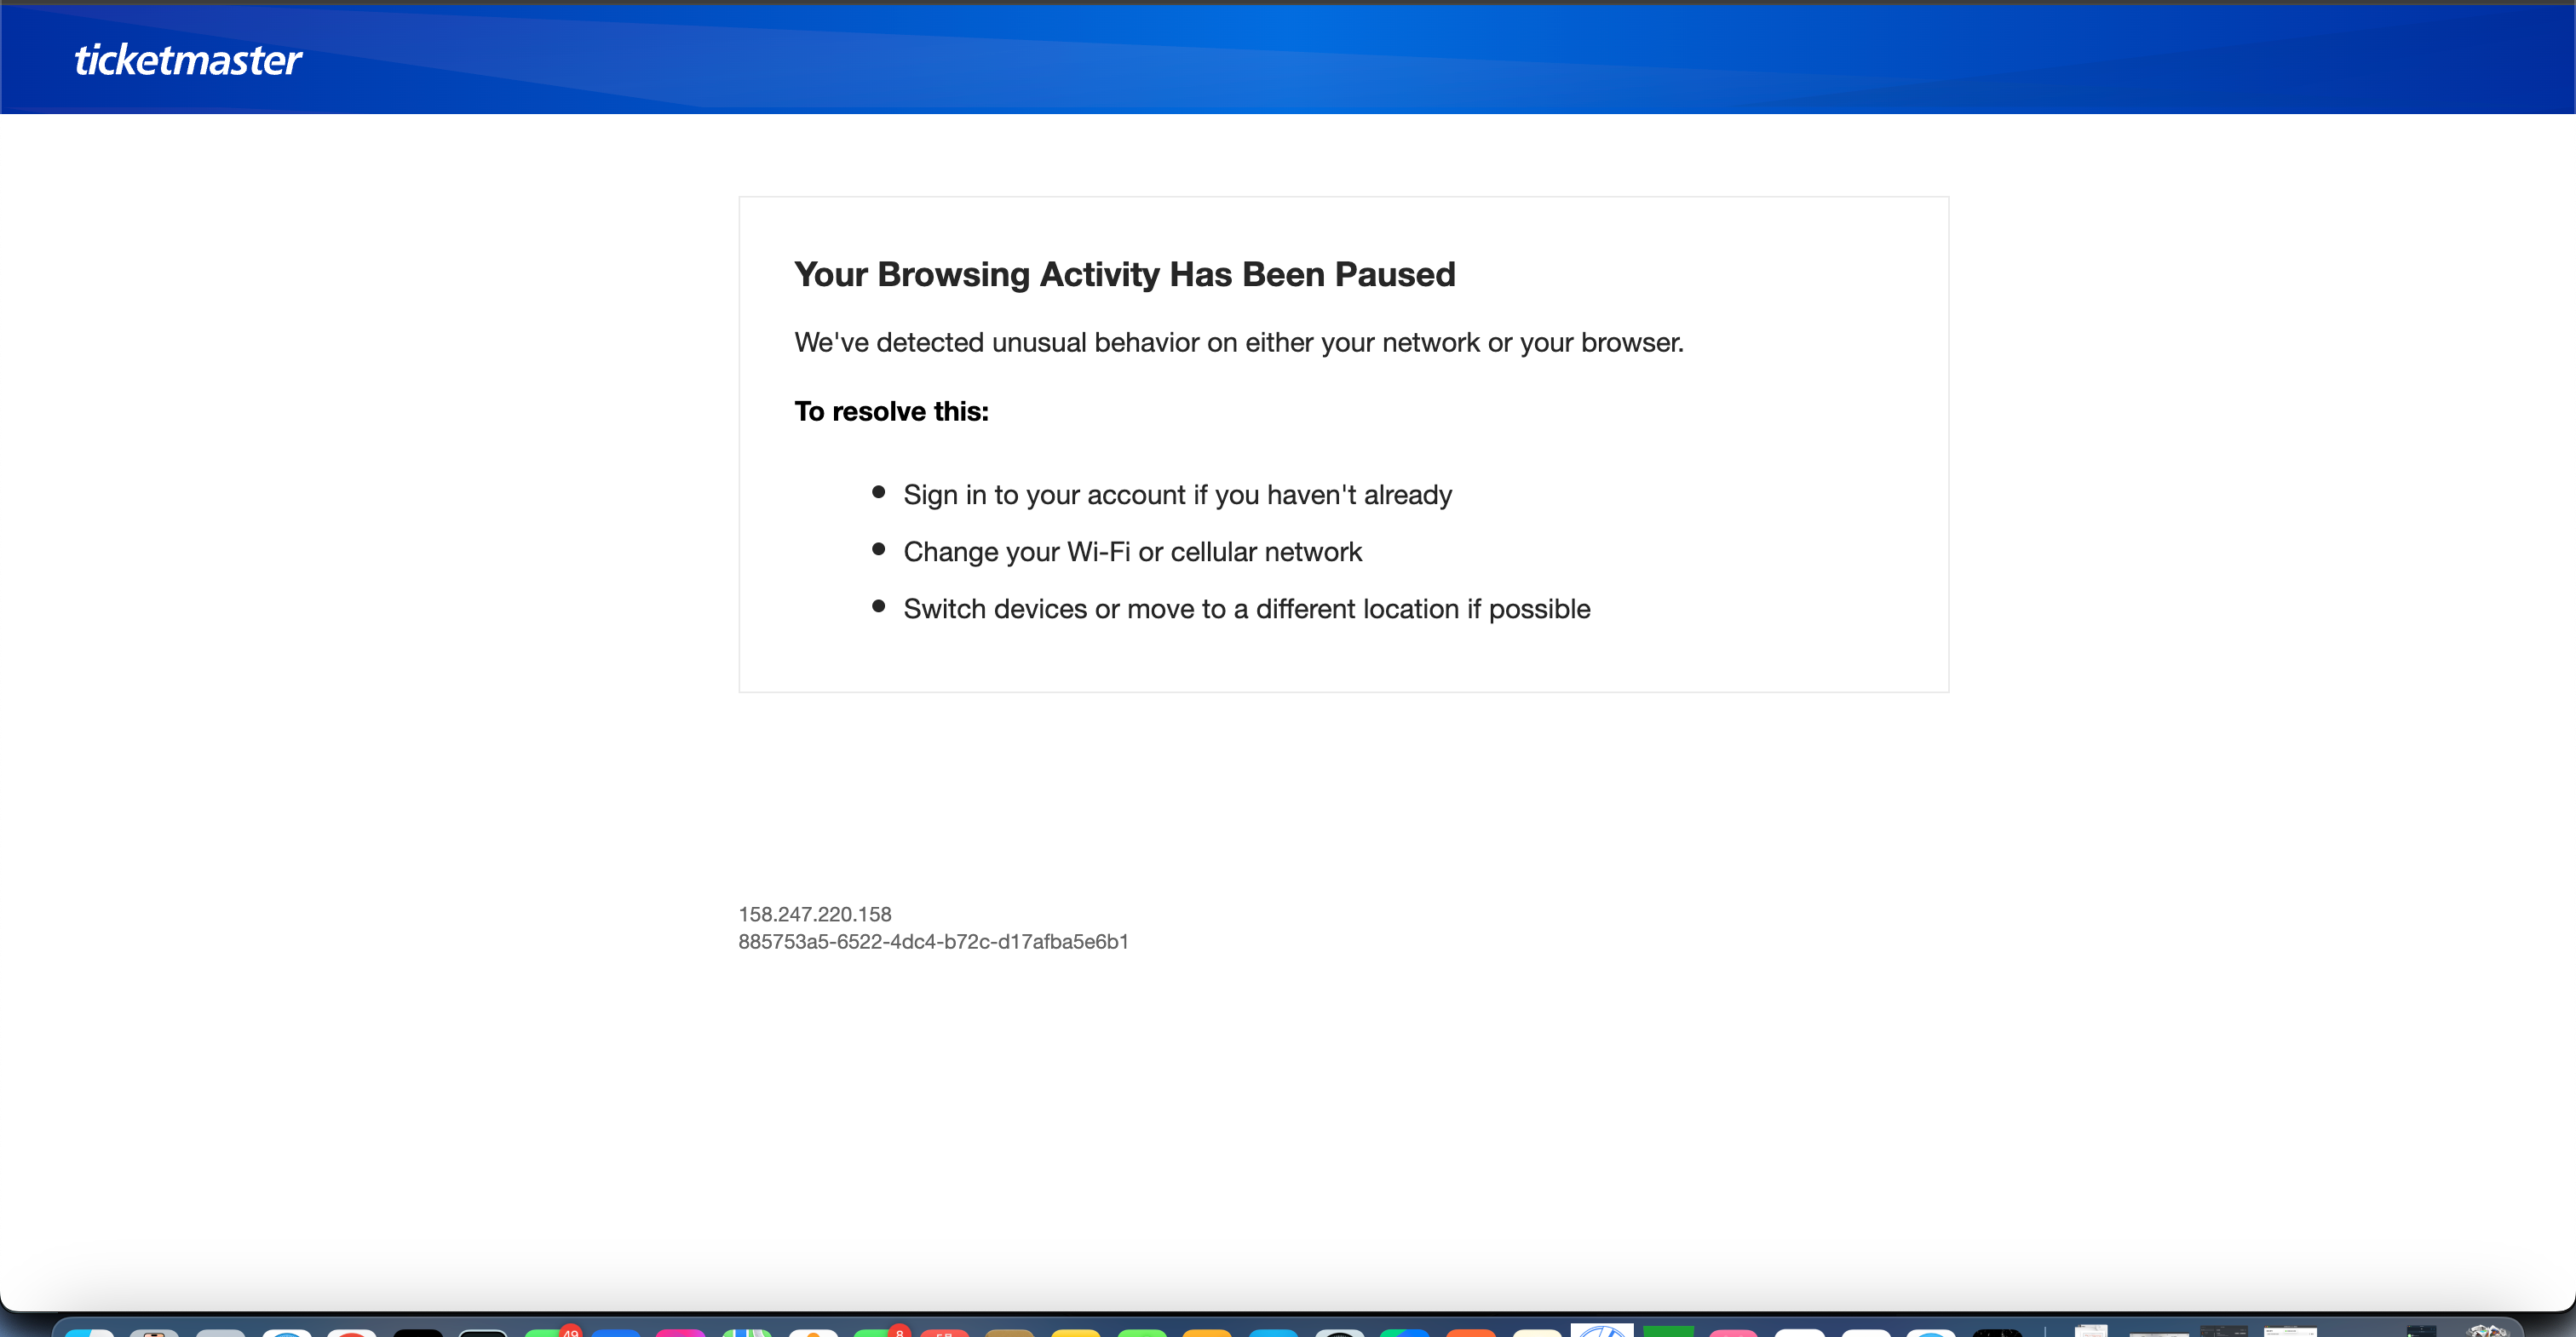 ticketmaster
Your Browsing Activity Has Been Paused
We've detected unusual behavior on either your network or your browser.
To resolve this:
Sign in to your account if you haven't already
Change your Wi-Fi or cellular network
Switch devices or move to a different location if possible
158.247.220.158
885753a5-6522-4dc4-b72c-d17afba5e6b1
49
8